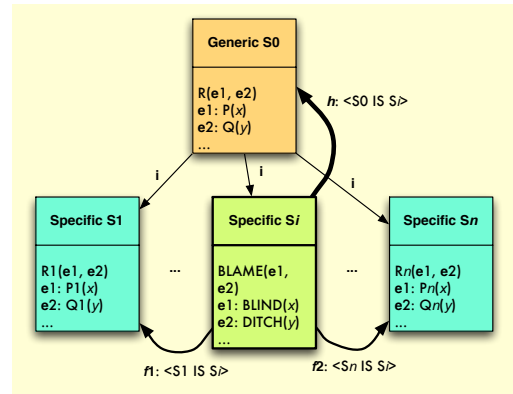 Generic S0
R(e1, e2)
e1: P(x)
e2: Q(y)
...
h: <S0 IS Si>
i
i
i
Specific S1
R1(e1, e2)
e1: P1(x)
e2: Q1(y)
...
...
Specific Si
BLAME(e1,
e2)
e1: BLIND(x)
e2: DITCH(y)
...
...
Specific Sn
Rn(e1, e2)
e1: Pn(x)
e2: Qn(y)
...
f1: <S1 IS Si>
f2: <Sn IS Si>